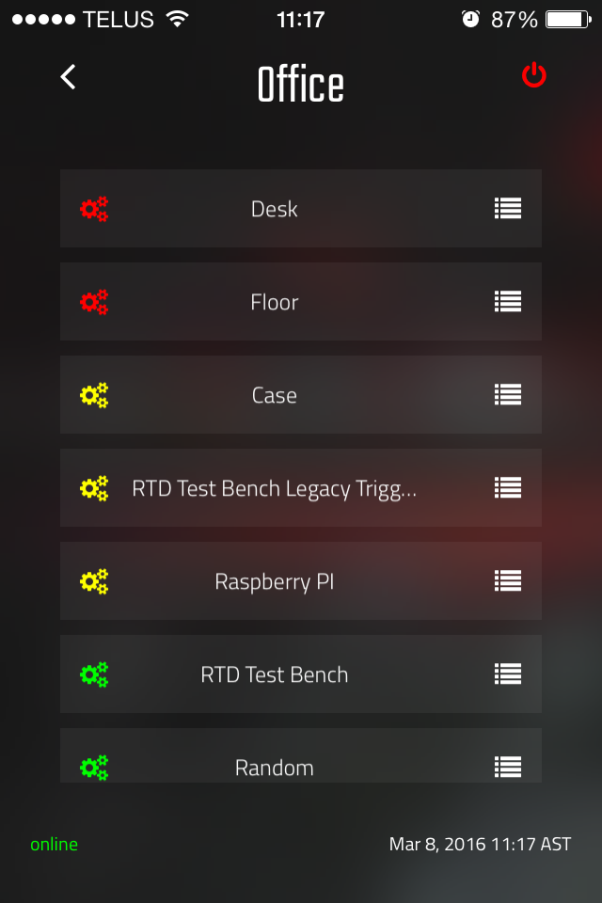 TELUS 11:17 87%
Office
Desk
Floor
Case
RTD Test Bench Legacy Trigg...
Raspberry PI
RTD Test Bench
Random
online Mar 8, 2016 11:17 AST